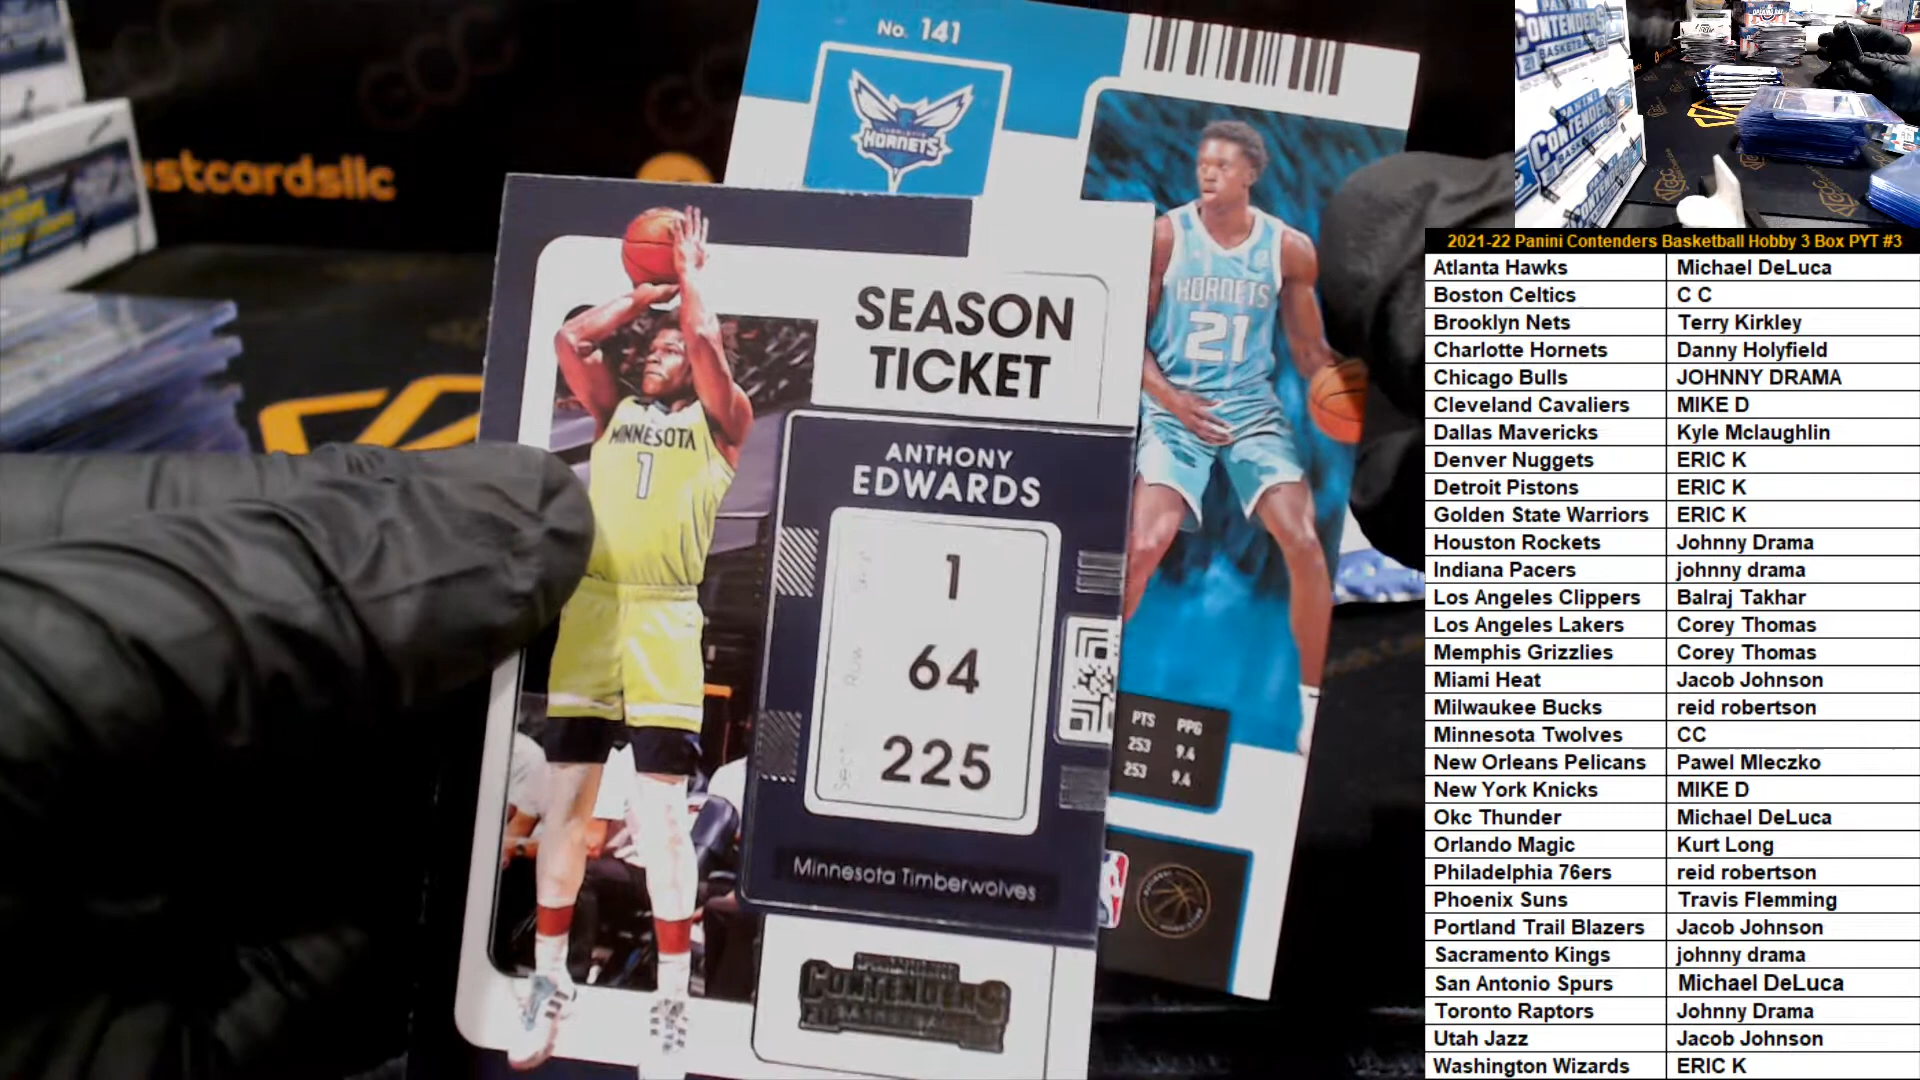 No. 141
CHARLOTTE
HORNETS
stcardsllc
SEASON
TICKET
MINNESOTA
1
HORNETS
21
ANTHONY
EDWARDS
1
64
225
Row
Minnesota Timberwolves
PTS PPG
253 9.4
253 9.4
CONTENDERS
BASKETBALL
PANINI
CONTENDERS
BASKETBALL
PANINI
CONTENDERS
2021-22 Panini Contenders Basketball Hobby 3 Box PYT #3
Atlanta Hawks Michael DeLuca
Boston Celtics C C
Brooklyn Nets Terry Kirkley
Charlotte Hornets Danny Holyfield
Chicago Bulls JOHNNY DRAMA
Cleveland Cavaliers MIKE D
Dallas Mavericks Kyle Mclaughlin
Denver Nuggets ERIC K
Detroit Pistons ERIC K
Golden State Warriors ERIC K
Houston Rockets Johnny Drama
Indiana Pacers johnny drama
Los Angeles Clippers Balraj Takhar
Los Angeles Lakers Corey Thomas
Memphis Grizzlies Corey Thomas
Miami Heat Jacob Johnson
Milwaukee Bucks reid robertson
Minnesota Twolves CC
New Orleans Pelicans Pawel Mleczko
New York Knicks MIKE D
Okc Thunder Michael DeLuca
Orlando Magic Kurt Long
Philadelphia 76ers reid robertson
Phoenix Suns Travis Flemming
Portland Trail Blazers Jacob Johnson
Sacramento Kings johnny drama
San Antonio Spurs Michael DeLuca
Toronto Raptors Johnny Drama
Utah Jazz Jacob Johnson
Washington Wizards ERIC K